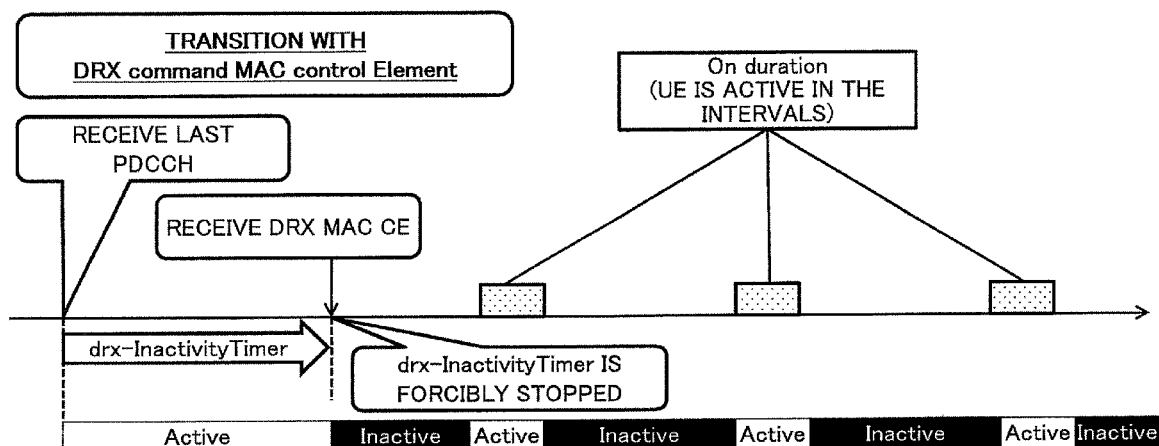 TRANSITION WITH
DRX command MAC control Element
On duration
(UE IS ACTIVE IN THE
INTERVALS)
RECEIVE LAST
PDCCH
RECEIVE DRX MAC CE
drx-InactivityTimer
drx-InactivityTimer IS
FORCIBLY STOPPED
Active
Inactive
Active
Inactive
Active
Inactive
Active
Inactive